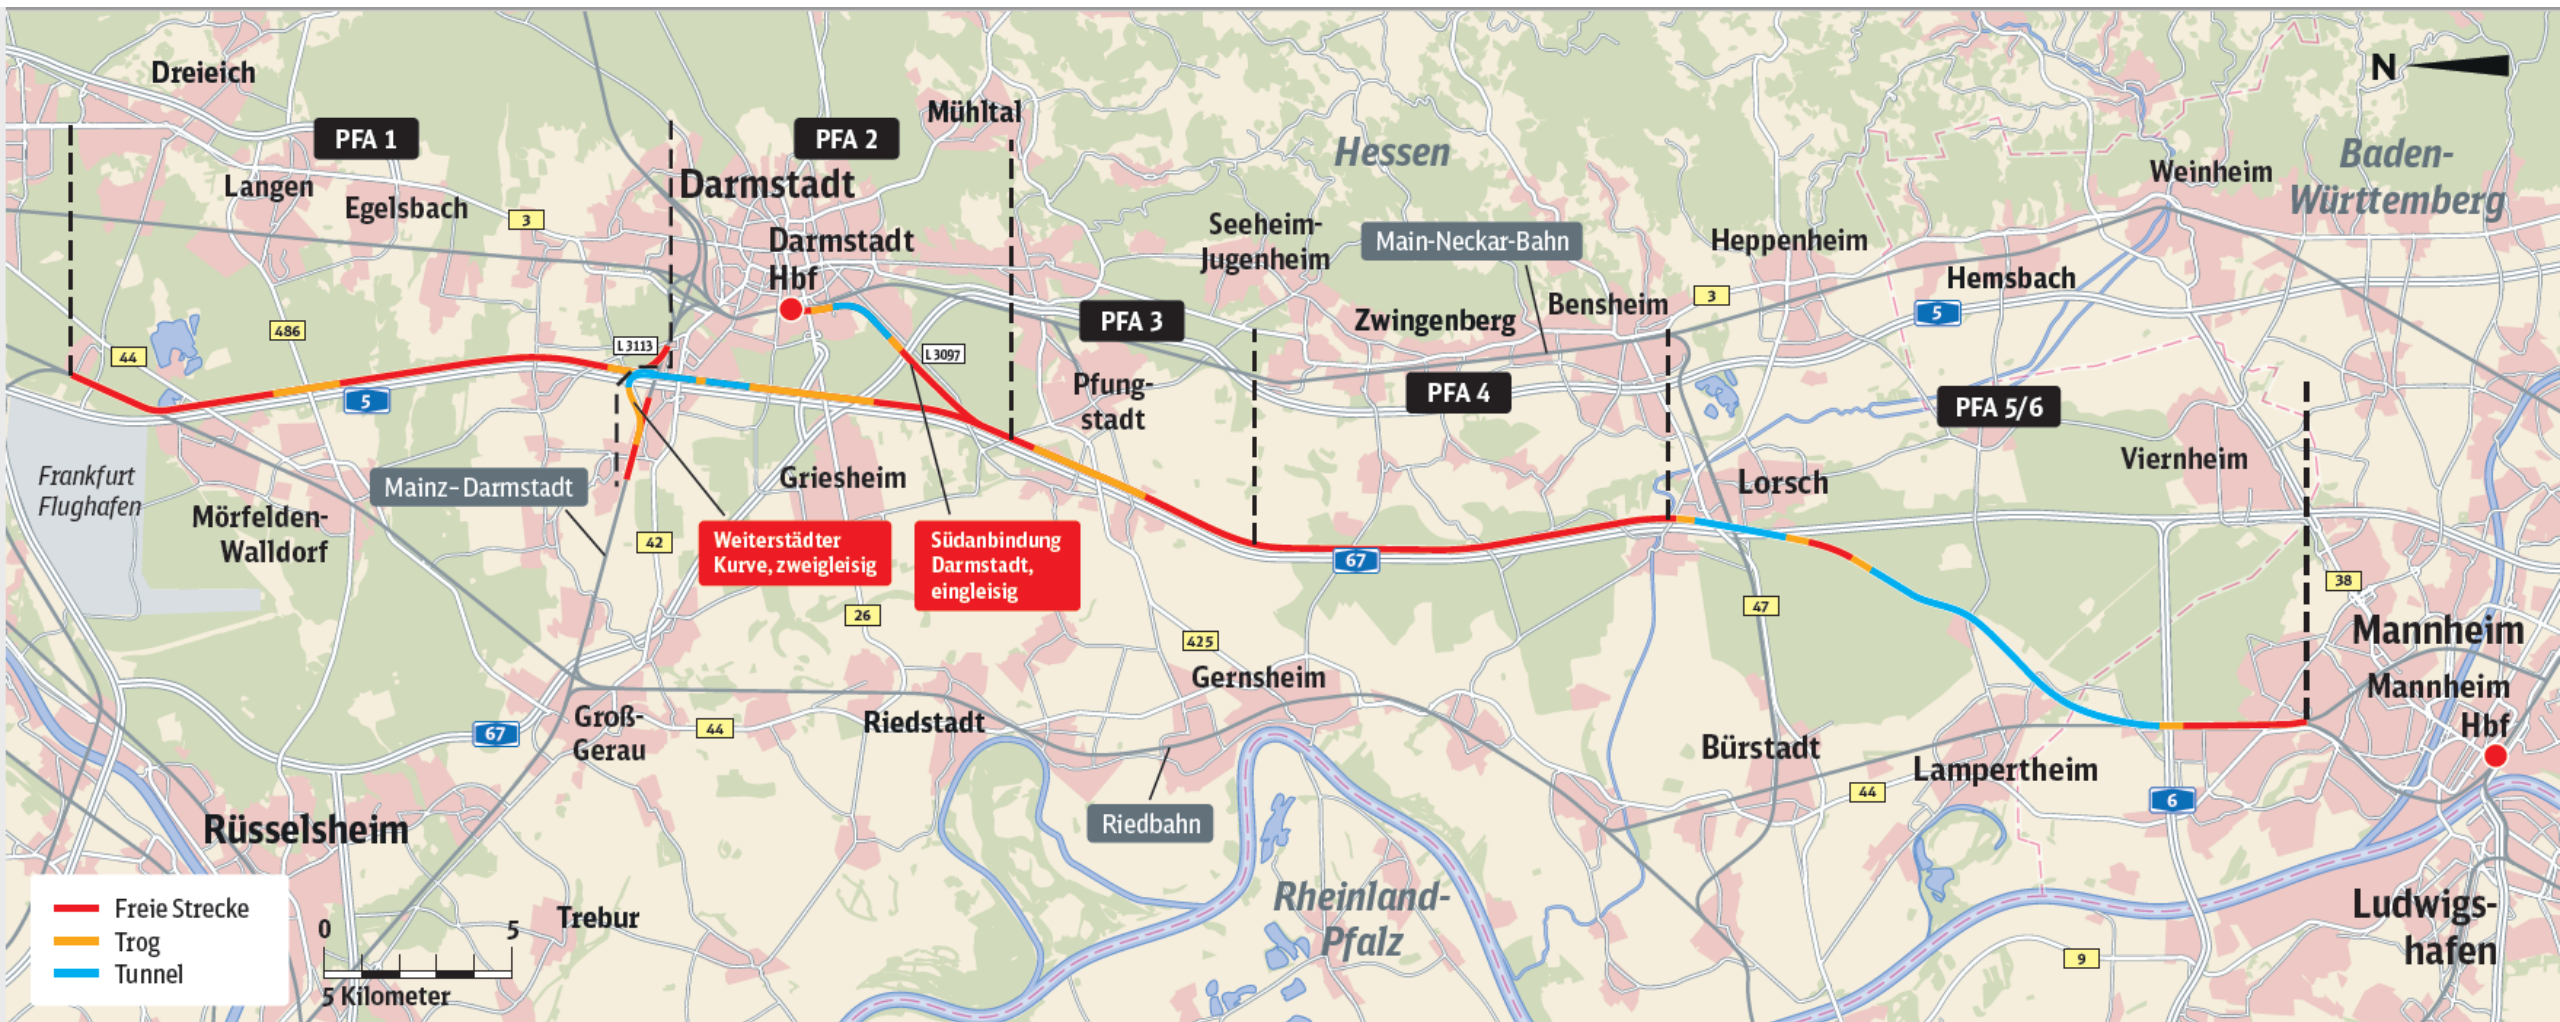 Dreieich
PFA 1
PFA 2
Mühltal
N
Hessen
Baden-
Württemberg
Langen
Egelsbach
3
Darmstadt
Weinheim
Darmstadt
Hbf
Seeheim-
Jugenheim
Main-Neckar-Bahn
Heppenheim
Hemsbach
3
5
PFA 3
Zwingenberg
Bensheim
486
44
L 3113
L 3097
5
Pfung-
stadt
PFA 4
PFA 5/6
Frankfurt
Flughafen
Mainz–Darmstadt
Griesheim
Lorsch
Viernheim
Mörfelden-
Walldorf
42
Weiterstädter
Kurve, zweigleisig
Südanbindung
Darmstadt,
eingleisig
67
38
26
47
425
Mannheim
Gernsheim
Mannheim
Hbf
67
Groß-
Gerau
44
Riedstadt
Bürstadt
Lampertheim
44
6
Rüsselsheim
Riedbahn
Rheinland-
Pfalz
Ludwigs-
hafen
Trebur
9
Freie Strecke
Trog
Tunnel
0
5
5 Kilometer